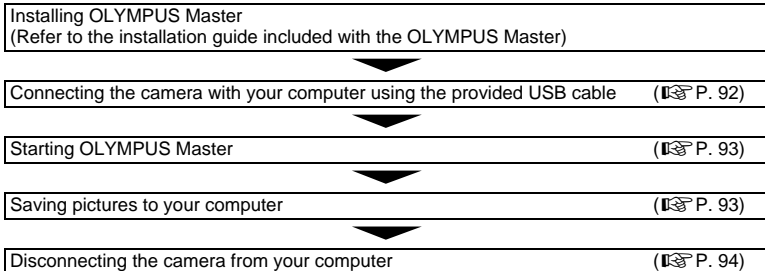 Installing OLYMPUS Master
(Refer to the installation guide included with the OLYMPUS Master)
Connecting the camera with your computer using the provided USB cable (☞P. 92)
Starting OLYMPUS Master (☞P. 93)
Saving pictures to your computer (☞P. 93)
Disconnecting the camera from your computer (☞P. 94)